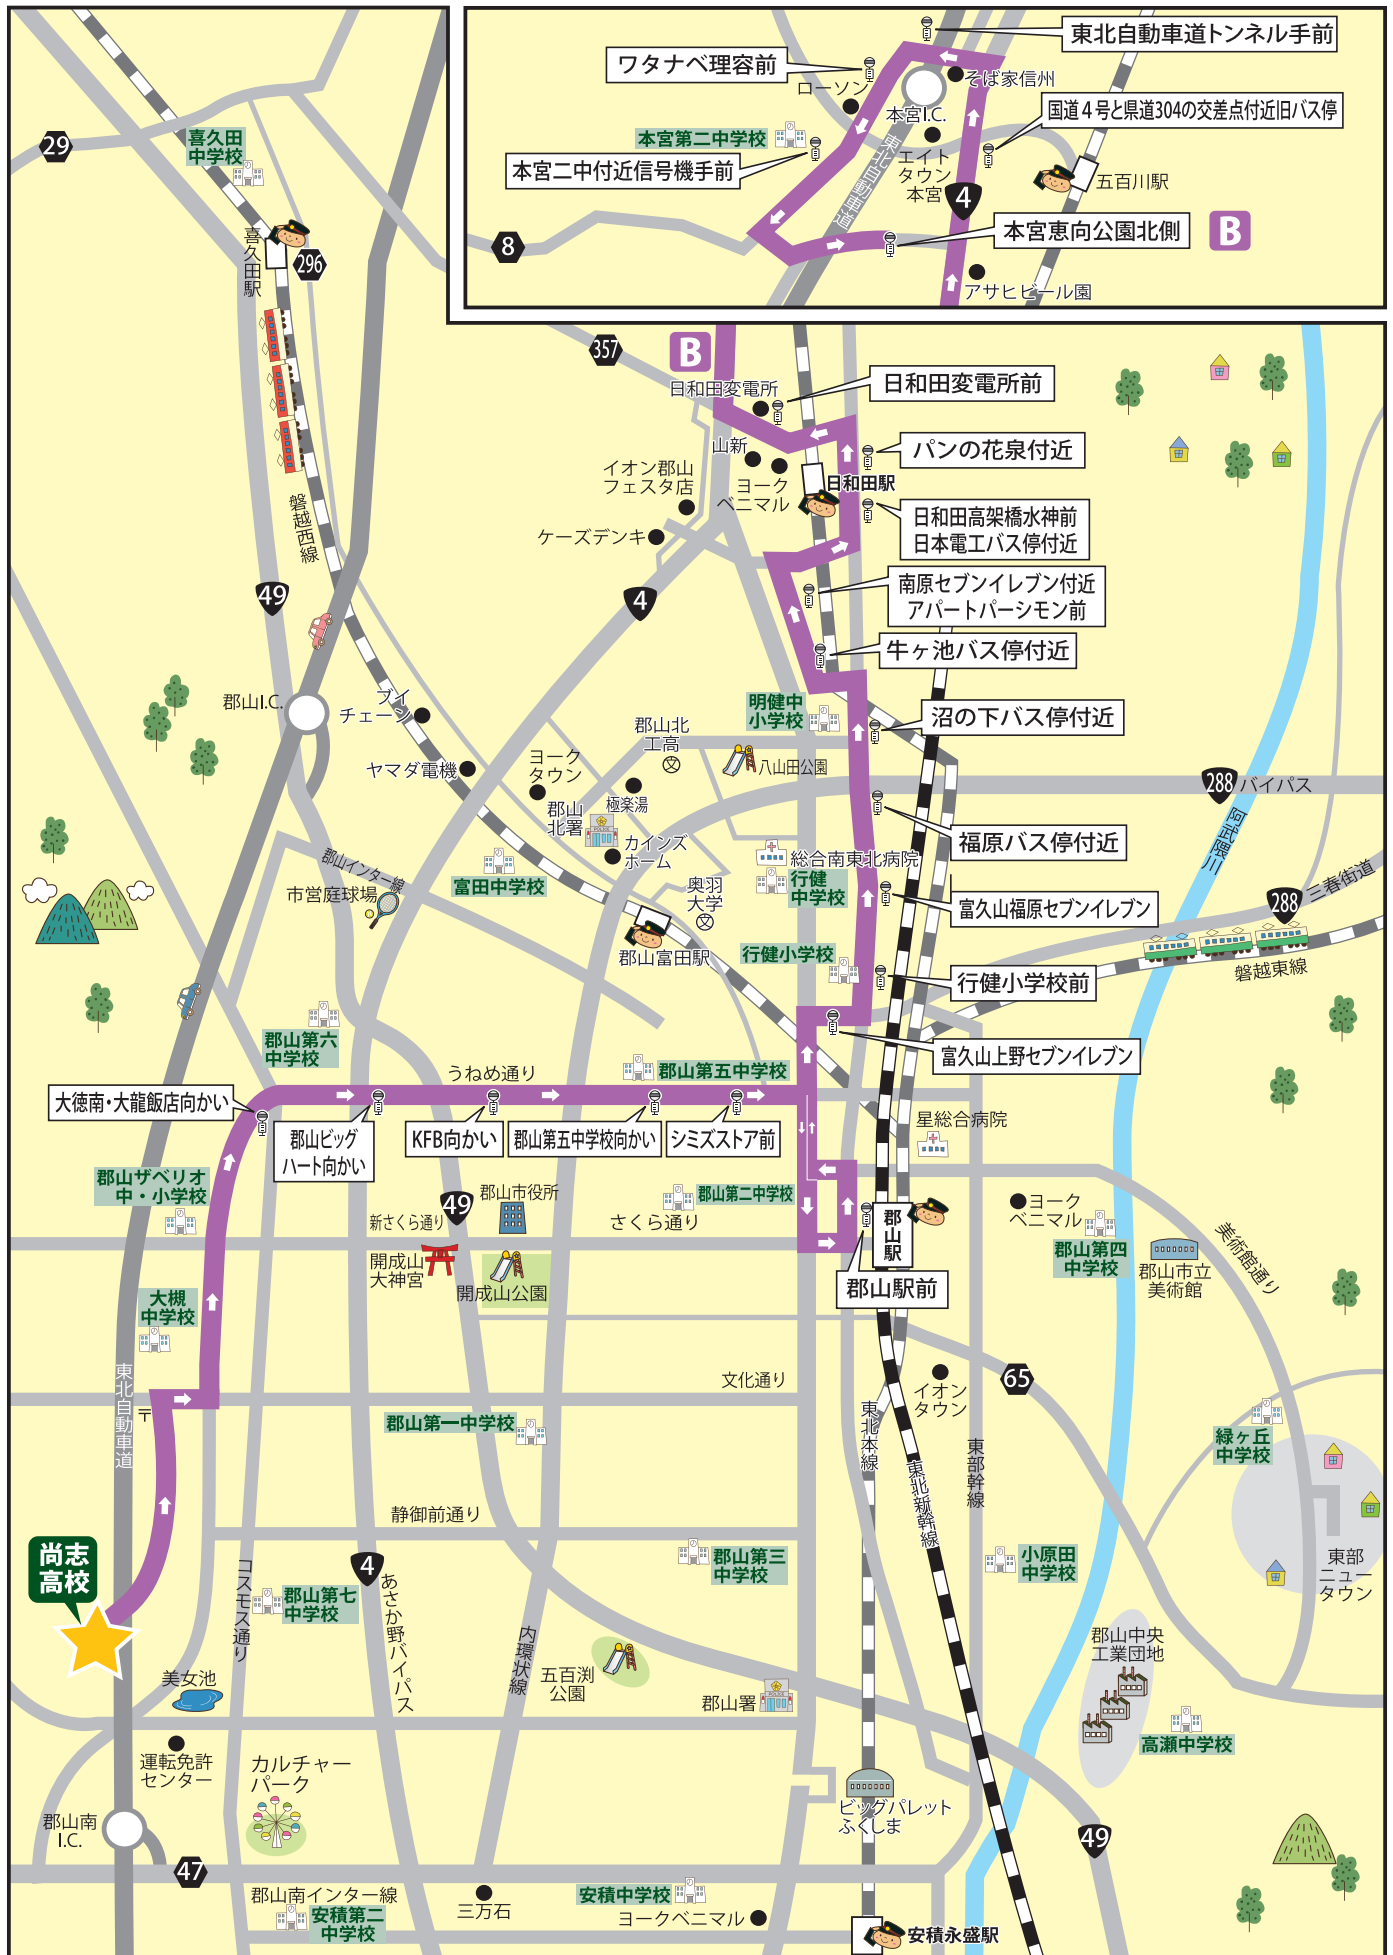 東北自動車道トンネル手前
ワタナベ理容前
ローソン
そば家信州
本宮I.C.
国道４号と県道304の交差点付近旧バス停
本宮第二中学校
エイト
タウン
本宮
本宮二中付近信号機手前
東北自動車道
五百川駅
4
8
本宮恵向公園北側
B
アサヒビール園
29
喜久田
中学校
喜久田駅
296
357
B
日和田変電所
日和田変電所前
山新
パンの花泉付近
イオン郡山
フェスタ店
ヨーク
ベニマル
日和田駅
ケーズデンキ
日和田高架橋水神前
日本電工バス停付近
磐越西線
49
4
南原セブンイレブン付近
アパートパーシモン前
牛ヶ池バス停付近
郡山I.C.
ブイ
チェーン
明健中
小学校
沼の下バス停付近
郡山北
工高
ヤマダ電機
ヨーク
タウン
八山田公園
288
バイパス
極楽湯
郡山
北署
POLICE
カインズ
ホーム
福原バス停付近
阿武隈川
総合南東北病院
郡山インター線
市営庭球場
富田中学校
奥羽
大学
行健
中学校
富久山福原セブンイレブン
288
三春街道
郡山富田駅
行健小学校
行健小学校前
磐越東線
郡山第六
中学校
富久山上野セブンイレブン
うねめ通り
郡山第五中学校
大徳南・大龍飯店向かい
郡山ビッグ
ハート向かい
KFB向かい
郡山第五中学校向かい
シミズストア前
星総合病院
郡山ザベリオ
中・小学校
49
郡山市役所
郡山第二中学校
新さくら通り
さくら通り
郡山駅
ヨーク
ベニマル
郡山第四
中学校
郡山市立
美術館
美術館通り
開成山
大神宮
開成山公園
郡山駅前
大槻
中学校
東北自動車道
〒
文化通り
イオン
タウン
65
郡山第一中学校
東北本線
東北新幹線
東部幹線
緑ヶ丘
中学校
静御前通り
尚志
高校
コスモス通り
4
郡山第七
中学校
あさか野バイパス
郡山第三
中学校
小原田
中学校
東部
ニュー
タウン
内環状線
五百渕
公園
美女池
郡山署
POLICE
郡山中央
工業団地
高瀬中学校
運転免許
センター
カルチャー
パーク
郡山南
I.C.
ビッグパレット
ふくしま
49
47
郡山南インター線
安積第二
中学校
三万石
安積中学校
ヨークベニマル
安積永盛駅